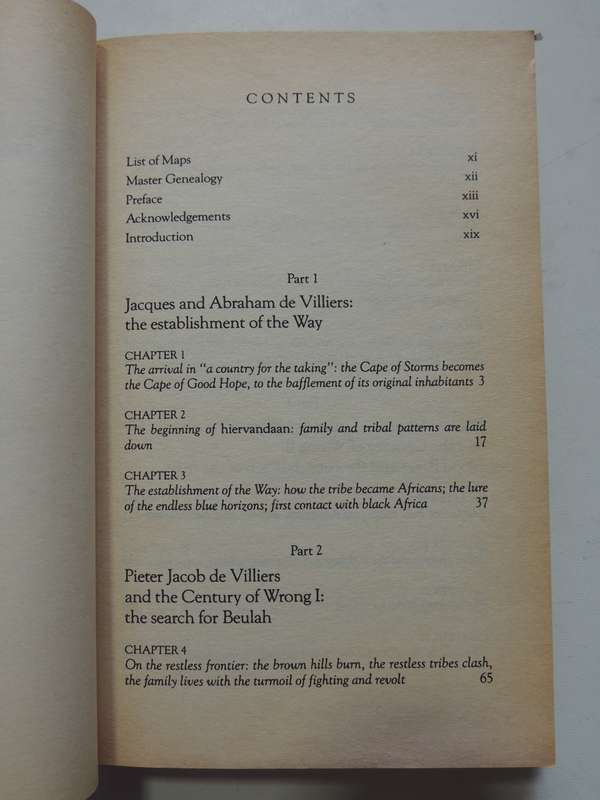 CONTENTS
List of Maps xi
Master Genealogy xii
Preface xiii
Acknowledgements xvi
Introduction xix
Part 1
Jacques and Abraham de Villiers:
the establishment of the Way
CHAPTER 1
The arrival in "a country for the taking": the Cape of Storms becomes
the Cape of Good Hope, to the bafflement of its original inhabitants 3
CHAPTER 2
The beginning of hiervandaan: family and tribal patterns are laid
down 17
CHAPTER 3
The establishment of the Way: how the tribe became Africans; the lure
of the endless blue horizons; first contact with black Africa 37
Part 2
Pieter Jacob de Villiers
and the Century of Wrong I:
the search for Beulah
CHAPTER 4
On the restless frontier: the brown hills burn, the restless tribes clash,
the family lives with the turmoil of fighting and revolt 65